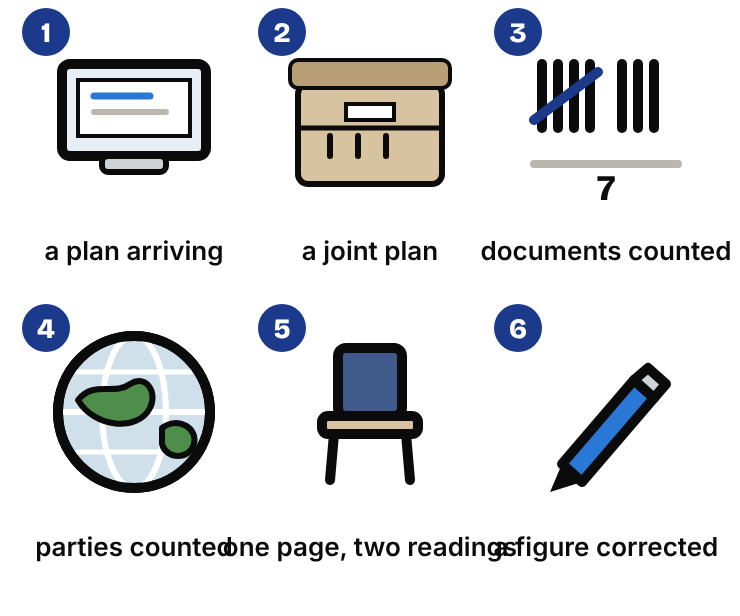 1
2
3
7
a plan arriving
a joint plan
documents counted
4
5
6
parties counted
one page, two readings
a figure corrected